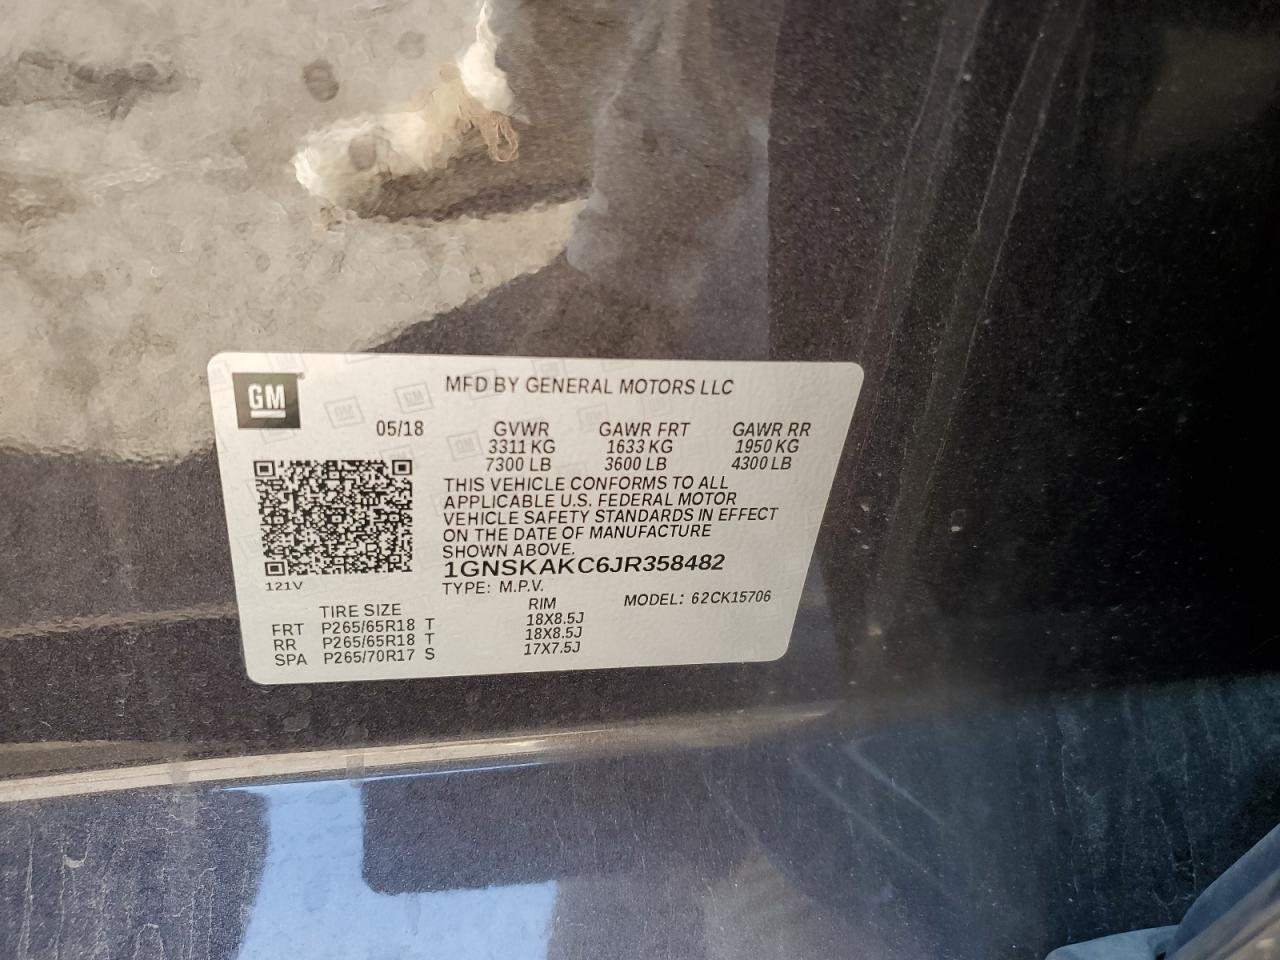 GM
MFD BY GENERAL MOTORS LLC
05/18 GVWR GAWR FRT GAWR RR
3311 KG 1633 KG 1950 KG
7300 LB 3600 LB 4300 LB
THIS VEHICLE CONFORMS TO ALL
APPLICABLE U.S. FEDERAL MOTOR
VEHICLE SAFETY STANDARDS IN EFFECT
ON THE DATE OF MANUFACTURE
SHOWN ABOVE.
1GNSKAKC6JR358482
121V
TYPE: M.P.V.
MODEL: 62CK15706
TIRE SIZE RIM
FRT P265/65R18 T 18X8.5J
RR P265/65R18 T 18X8.5J
SPA P265/70R17 S 17X7.5J